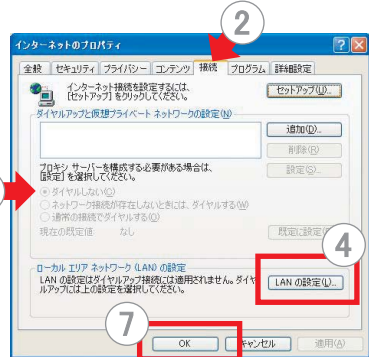 2
インターネットのプロパティ
全般 セキュリティ プライバシー コンテンツ 接続 プログラム 詳細設定
インターネット接続を設定するには、
[セットアップ] をクリックしてください。
セットアップ(U)...
ダイヤルアップと仮想プライベート ネットワークの設定(N)
追加(D)...
削除(R)
プロキシ サーバーを構成する必要がある場合は、
[設定] を選択してください。
設定(S)...
ダイヤルしない(C)
ネットワーク接続が存在しないときには、ダイヤルする(W)
通常の接続でダイヤルする(O)
現在の既定値 なし
既定に設定(
4
ローカル エリア ネットワーク (LAN) の設定
LAN の設定はダイヤルアップ接続には適用されません。ダイヤ
ルアップには上の設定を選択してください。
LAN の設定(L)...
7
OK
キャンセル
適用(A)